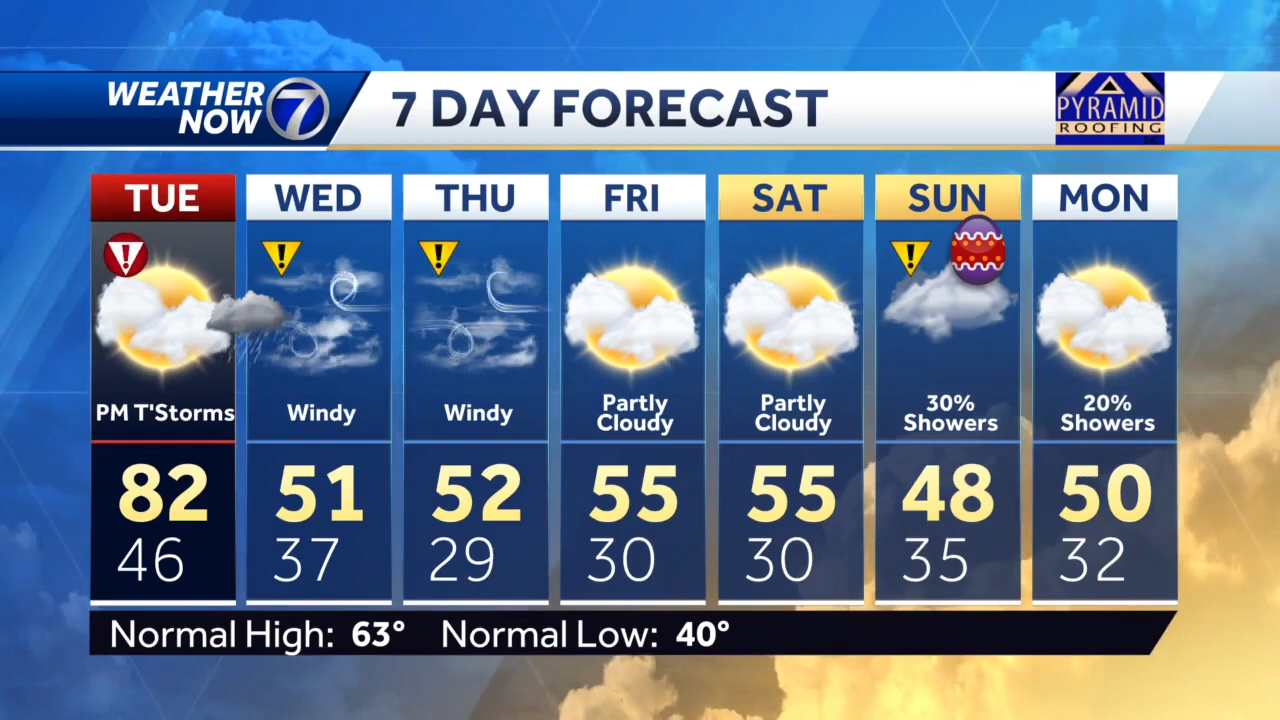 WEATHER
NOW 7
7 DAY FORECAST
PYRAMID
ROOFING
TUE WED THU FRI SAT SUN MON
! ! ! !
PM T'Storms
Windy
Windy
Partly
Cloudy
Partly
Cloudy
30%
Showers
20%
Showers
82 51 52 55 55 48 50
46 37 29 30 30 35 32
Normal High: 63° Normal Low: 40°